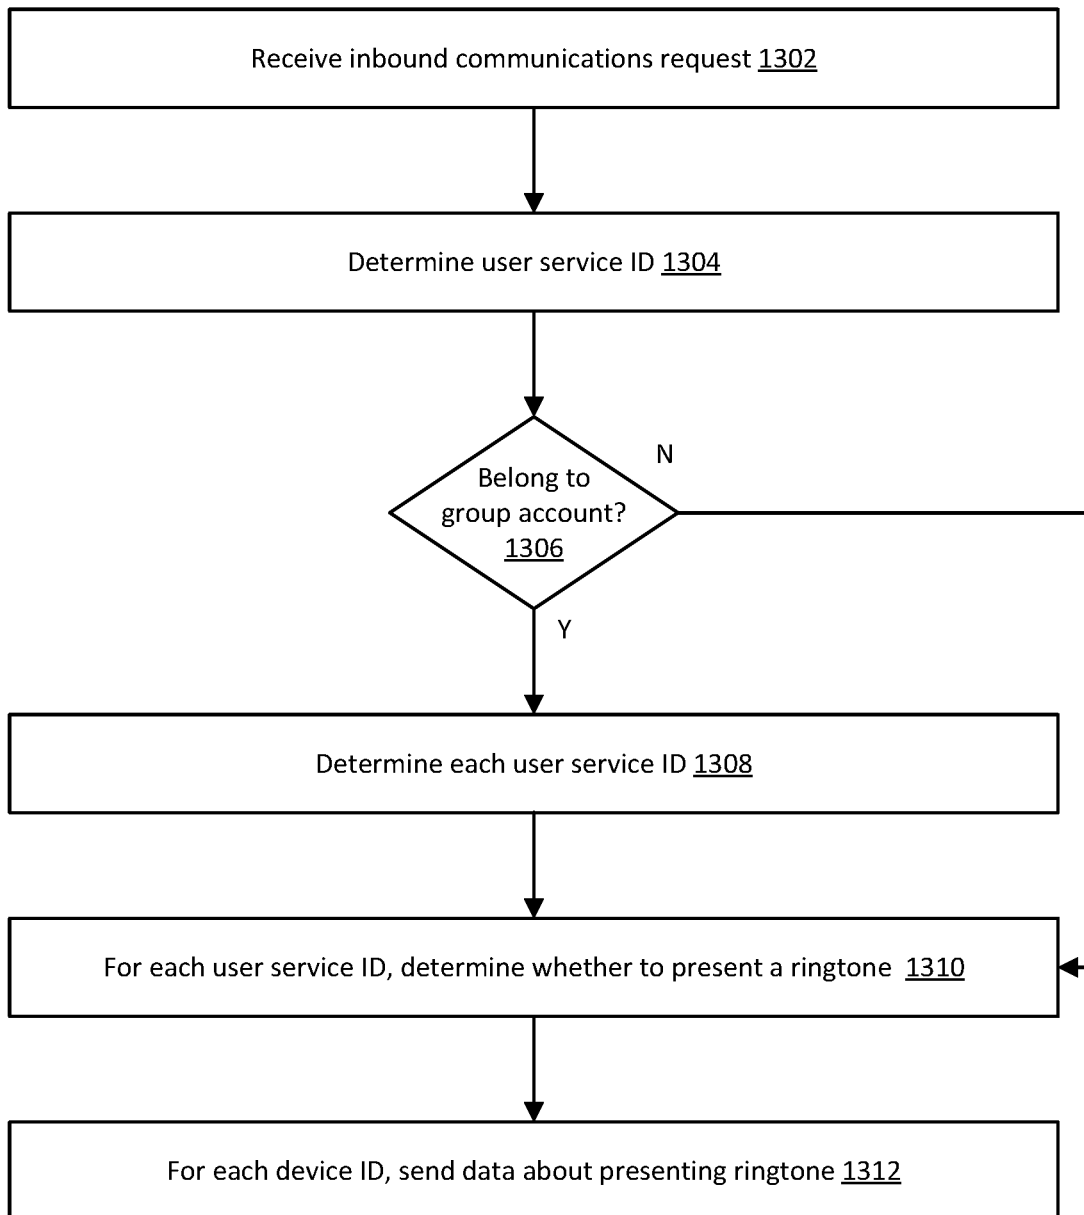 Receive inbound communications request 1302
Determine user service ID 1304
N
Belong to
group account?
1306
Y
Determine each user service ID 1308
For each user service ID, determine whether to present a ringtone 1310
For each device ID, send data about presenting ringtone 1312